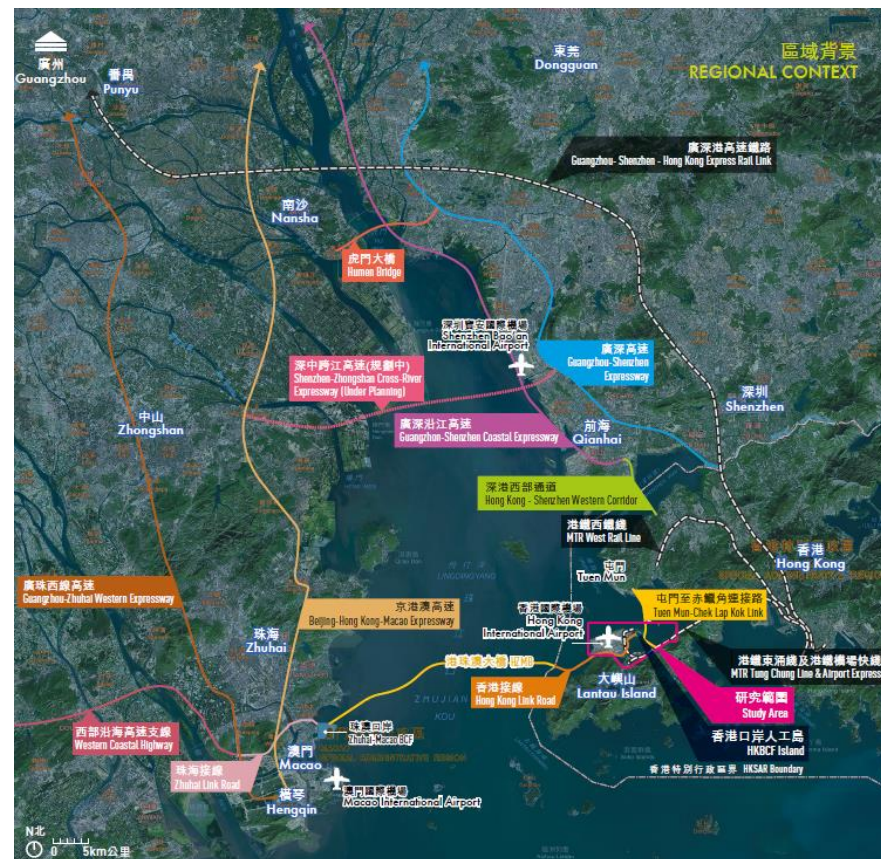 區域背景
REGIONAL CONTEXT
廣州
Guangzhou
番禺
Punyu
東莞
Dongguan
廣深港高速鐵路
Guangzhou- Shenzhen - Hong Kong Express Rail Link
南沙
Nansha
虎門大橋
Humen Bridge
深圳寶安國際機場
Shenzhen Bao'an
International Airport
廣深高速
Guangzhou-Shenzhen
Expressway
深中跨江高速(規劃中)
Shenzhen-Zhongshan Cross-River
Expressway (Under Planning)
深圳
Shenzhen
中山
Zhongshan
廣深沿江高速
Guangzhon-Shenzhen Coastal Expressway
前海
Qianhai
深港西部通道
Hong Kong - Shenzhen Western Corridor
港鐵西鐵綫
MTR West Rail Line
香港
Hong Kong
屯門
Tuen Mun
LINGDINGYANG
廣珠西線高速
Guangzhou-Zhuhai Western Expressway
京港澳高速
Beijing-Hong Kong-Macao Expressway
屯門至赤鱲角連接路
Tuen Mun-Chek Lap Kok Link
香港國際機場
Hong Kong
International Airport
珠海
Zhuhai
港珠澳大橋 HZMB
港鐵東涌綫及港鐵機場快綫
MTR Tung Chung Line & Airport Express
大嶼山
Lantau Island
香港接線
Hong Kong Link Road
ZHUJIANG
KOU
研究範圍
Study Area
西部沿海高速支線
Western Coastal Highway
珠澳口岸
Zhuhai-Macao BCF
香港口岸人工島
HKBCF Island
澳門
Macao
珠海接線
Zhuhai Link Road
香港特別行政區界 HKSAR Boundary
橫琴
Hengqin
澳門國際機場
Macao International Airport
N北
0 5km公里